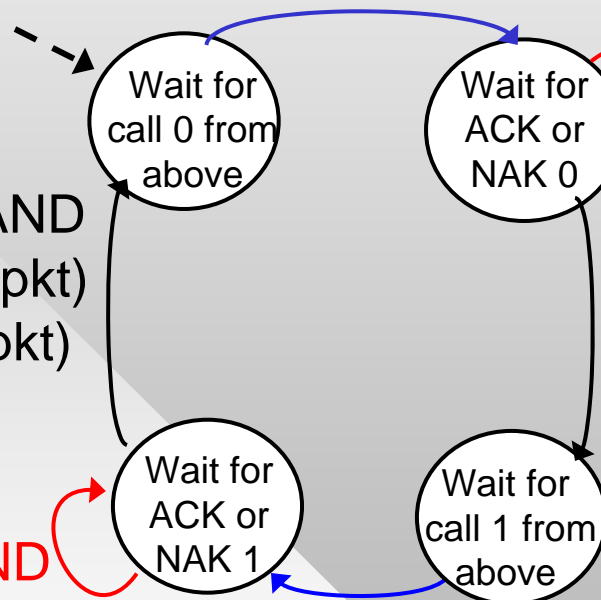 Wait for
call 0 from
above
Wait for
ACK or
NAK 0
AND
pkt)
pkt)
Wait for
ACK or
NAK 1
Wait for
call 1 from
above
ND